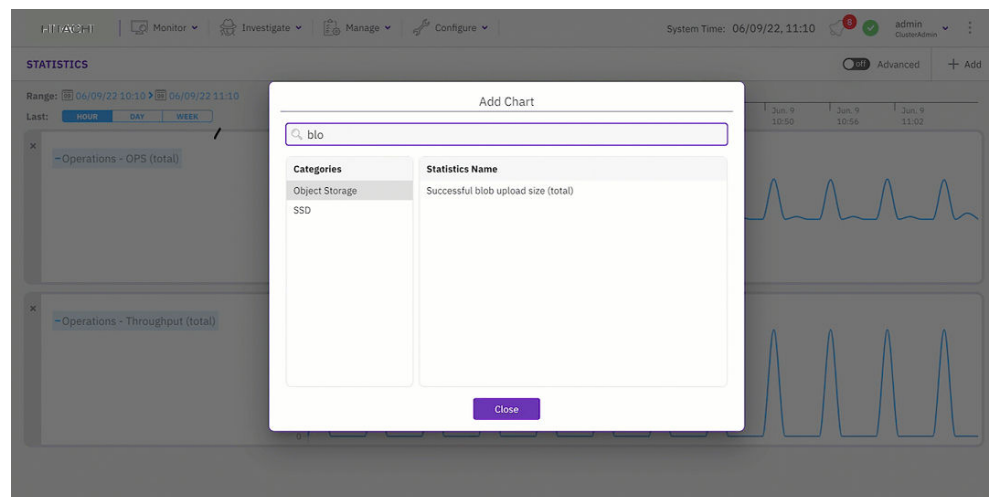 HITACHI
Monitor
Investigate
Manage
Configure
System Time: 06/09/22, 11:10
8
admin
ClusterAdmin
STATISTICS
off
Advanced
+ Add
Range: 06/09/22 10:10 > 06/09/22 11:10
Last: HOUR DAY WEEK
Jun. 9 10:50
Jun. 9 10:56
Jun. 9 11:02
× Operations - OPS (total)
× Operations - Throughput (total)
0
Add Chart
blo
Categories
Object Storage
SSD
Statistics Name
Successful blob upload size (total)
Close